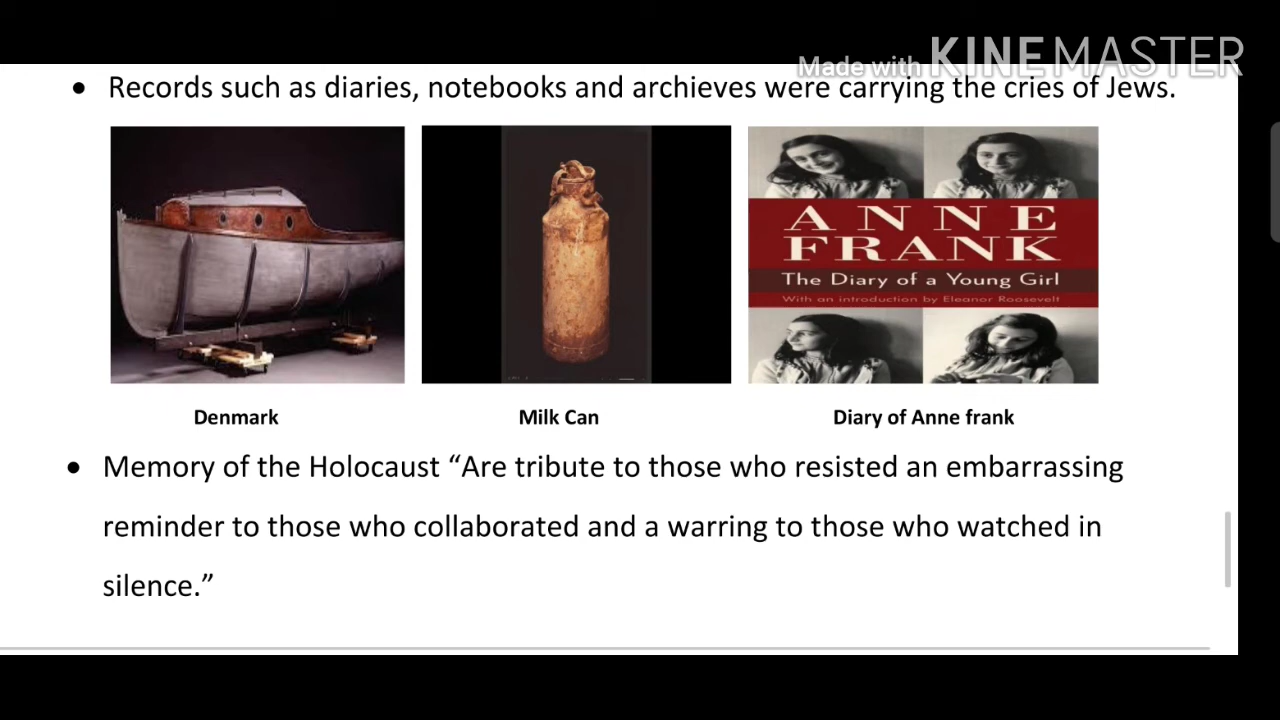 Made with KINEMASTER
• Records such as diaries, notebooks and archieves were carrying the cries of Jews.
ANNE
FRANK
The Diary of a Young Girl
With an introduction by Eleanor Roosevelt
Denmark
Milk Can
Diary of Anne frank
• Memory of the Holocaust “Are tribute to those who resisted an embarrassing
reminder to those who collaborated and a warring to those who watched in
silence.”